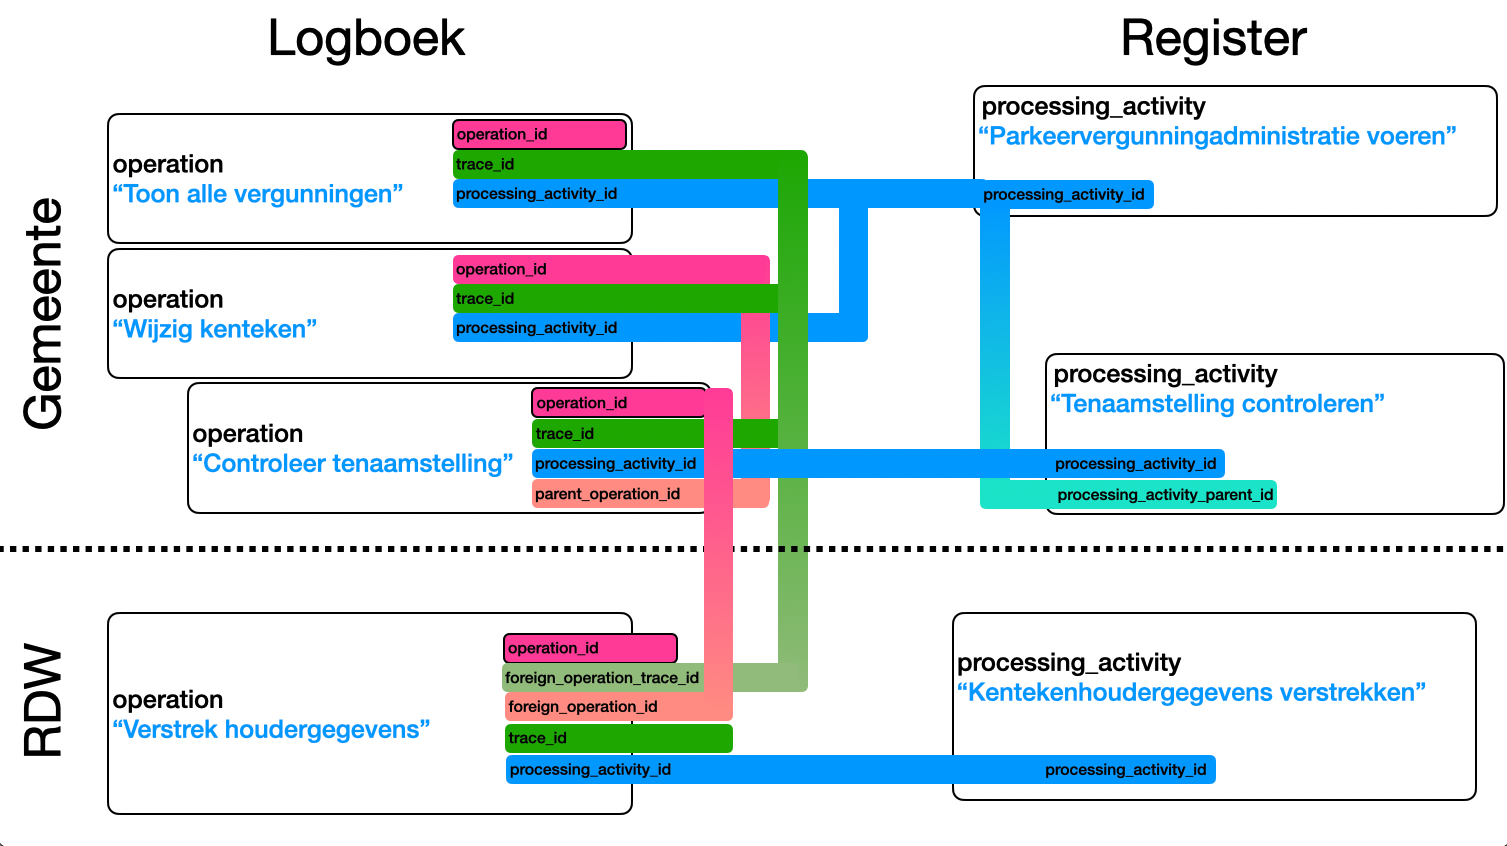 Logboek
Register
Gemeente
operation
“Toon alle vergunningen”
operation_id
trace_id
processing_activity_id
processing_activity
“Parkeervergunningadministratie voeren”
processing_activity_id
operation
“Wijzig kenteken”
operation_id
trace_id
processing_activity_id
operation
“Controleer tenaamstelling”
operation_id
trace_id
processing_activity_id
parent_operation_id
processing_activity
“Tenaamstelling controleren”
processing_activity_id
processing_activity_parent_id
RDW
operation
“Verstrek houdergegevens”
operation_id
foreign_operation_trace_id
foreign_operation_id
trace_id
processing_activity_id
processing_activity
“Kentekenhoudergegevens verstrekken”
processing_activity_id